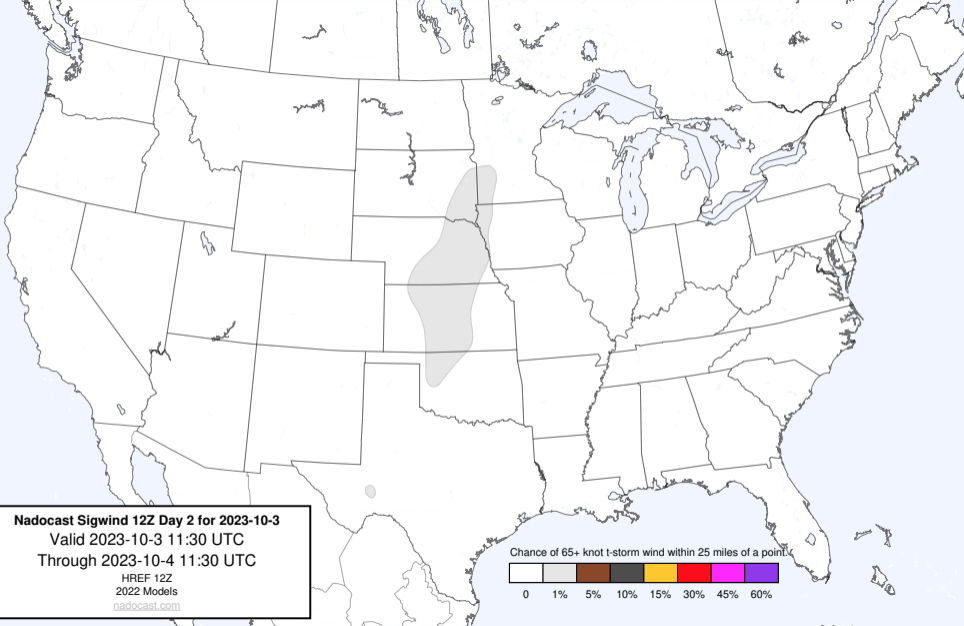 Nadocast Sigwind 12Z Day 2 for 2023-10-3
Valid 2023-10-3 11:30 UTC
Through 2023-10-4 11:30 UTC
HREF 12Z
2022 Models
nadocast.com
Chance of 65+ knot t-storm wind within 25 miles of a point.
0 1% 5% 10% 15% 30% 45% 60%